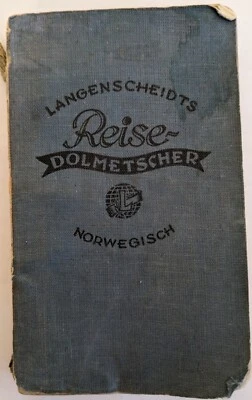 LANGENSCHEIDTS
Reise-
DOLMETSCHER
L
NORWEGISCH